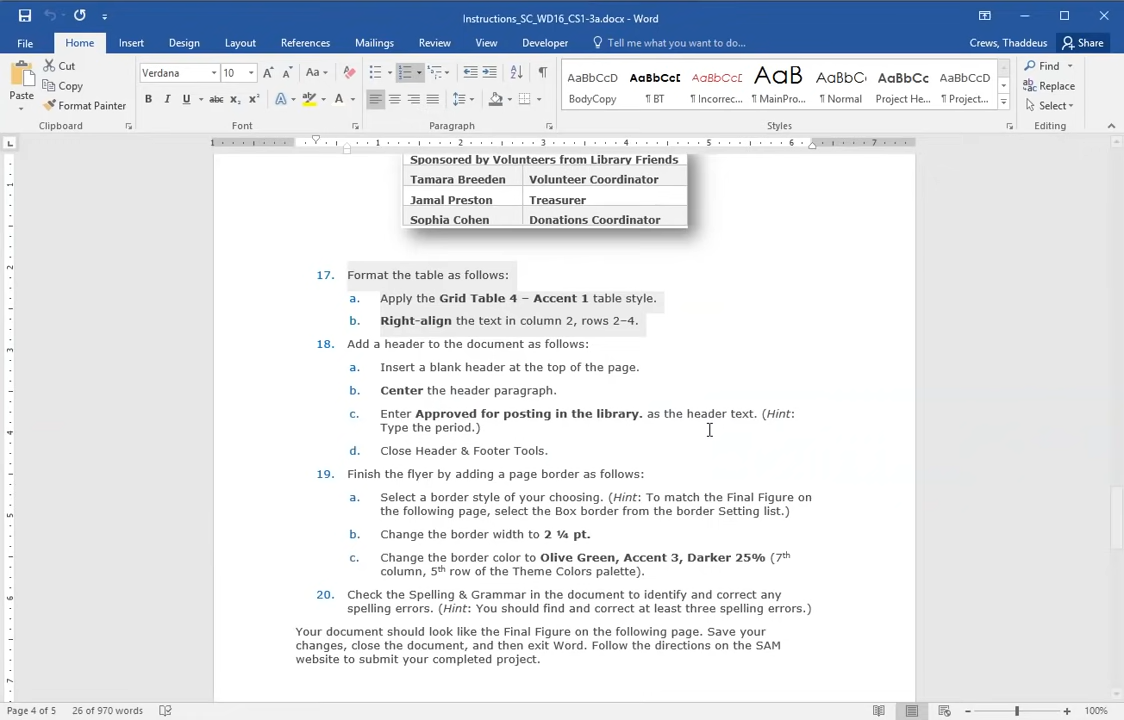 Instructions_SC_WD16_CS1-3a.docx - Word
File Home Insert Design Layout References Mailings Review View Developer Tell me what you want to do... Crews, Thaddeus Share
Paste Cut Copy Format Painter
Verdana 10 Aa
B I U abc x₂ x² A A
AaBbCcD AaBbCcDc AaBbCcDc AaB AaBbCc AaBbCc AaBbCcD
BodyCopy ¶ BT ¶ Incorrec... ¶ MainPro... ¶ Normal Project He... ¶ Project...
Find Replace Select
Clipboard Font Paragraph Styles Editing
1 1 2 3 4 5 6 7
Sponsored by Volunteers from Library Friends
Tamara Breeden Volunteer Coordinator
Jamal Preston Treasurer
Sophia Cohen Donations Coordinator
17. Format the table as follows:
a. Apply the Grid Table 4 – Accent 1 table style.
b. Right-align the text in column 2, rows 2–4.
18. Add a header to the document as follows:
a. Insert a blank header at the top of the page.
b. Center the header paragraph.
c. Enter Approved for posting in the library. as the header text. (Hint:
Type the period.)
d. Close Header & Footer Tools.
19. Finish the flyer by adding a page border as follows:
a. Select a border style of your choosing. (Hint: To match the Final Figure on
the following page, select the Box border from the border Setting list.)
b. Change the border width to 2 ¼ pt.
c. Change the border color to Olive Green, Accent 3, Darker 25% (7th
column, 5th row of the Theme Colors palette).
20. Check the Spelling & Grammar in the document to identify and correct any
spelling errors. (Hint: You should find and correct at least three spelling errors.)
Your document should look like the Final Figure on the following page. Save your
changes, close the document, and then exit Word. Follow the directions on the SAM
website to submit your completed project.
Page 4 of 5 26 of 970 words 100%